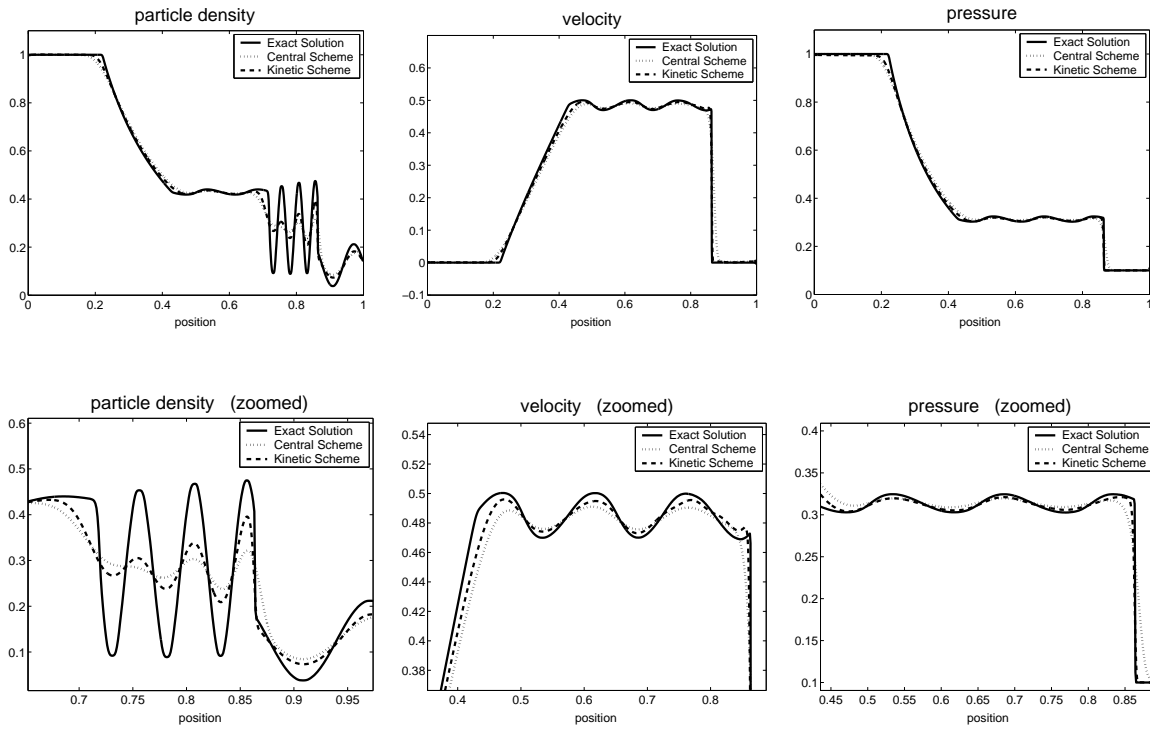 particle density
Exact Solution
Central Scheme
Kinetic Scheme
1
0.8
0.6
0.4
0.2
0
0 0.2 0.4 0.6 0.8 1
position
velocity
Exact Solution
Central Scheme
Kinetic Scheme
0.6
0.5
0.4
0.3
0.2
0.1
0
−0.1
0 0.2 0.4 0.6 0.8 1
position
pressure
Exact Solution
Central Scheme
Kinetic Scheme
1
0.8
0.6
0.4
0.2
0
0 0.2 0.4 0.6 0.8 1
position
particle density (zoomed)
Exact Solution
Central Scheme
Kinetic Scheme
0.6
0.5
0.4
0.3
0.2
0.1
0.7 0.75 0.8 0.85 0.9 0.95
position
velocity (zoomed)
Exact Solution
Central Scheme
Kinetic Scheme
0.54
0.52
0.5
0.48
0.46
0.44
0.42
0.4
0.38
0.4 0.5 0.6 0.7 0.8
position
pressure (zoomed)
Exact Solution
Central Scheme
Kinetic Scheme
0.4
0.35
0.3
0.25
0.2
0.15
0.1
0.45 0.5 0.55 0.6 0.65 0.7 0.75 0.8 0.85
position